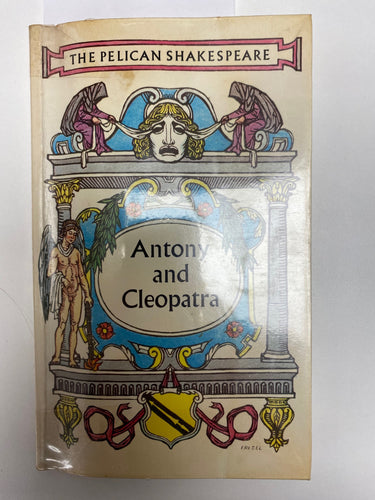 THE PELICAN SHAKESPEARE
Antony
and
Cleopatra